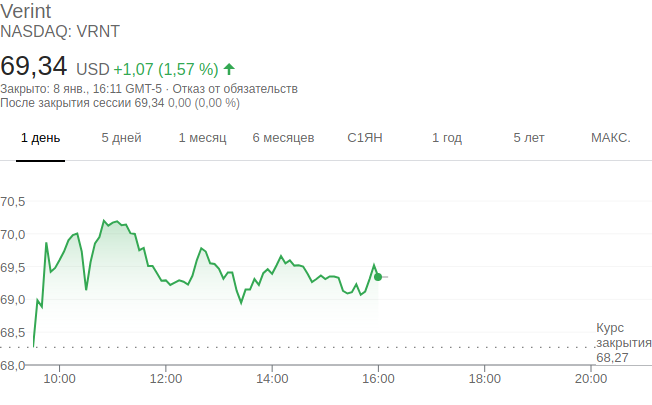 Verint
NASDAQ: VRNT
69,34 USD +1,07 (1,57 %) ↑
Закрыто: 8 янв., 16:11 GMT-5 · Отказ от обязательств
После закрытия сессии 69,34 0,00 (0,00 %)
1 день 5 дней 1 месяц 6 месяцев С1ЯН 1 год 5 лет МАКС.
70,5
70,0
69,5
69,0
68,5
68,0
Курс
закрытия
68,27
10:00 12:00 14:00 16:00 18:00 20:00